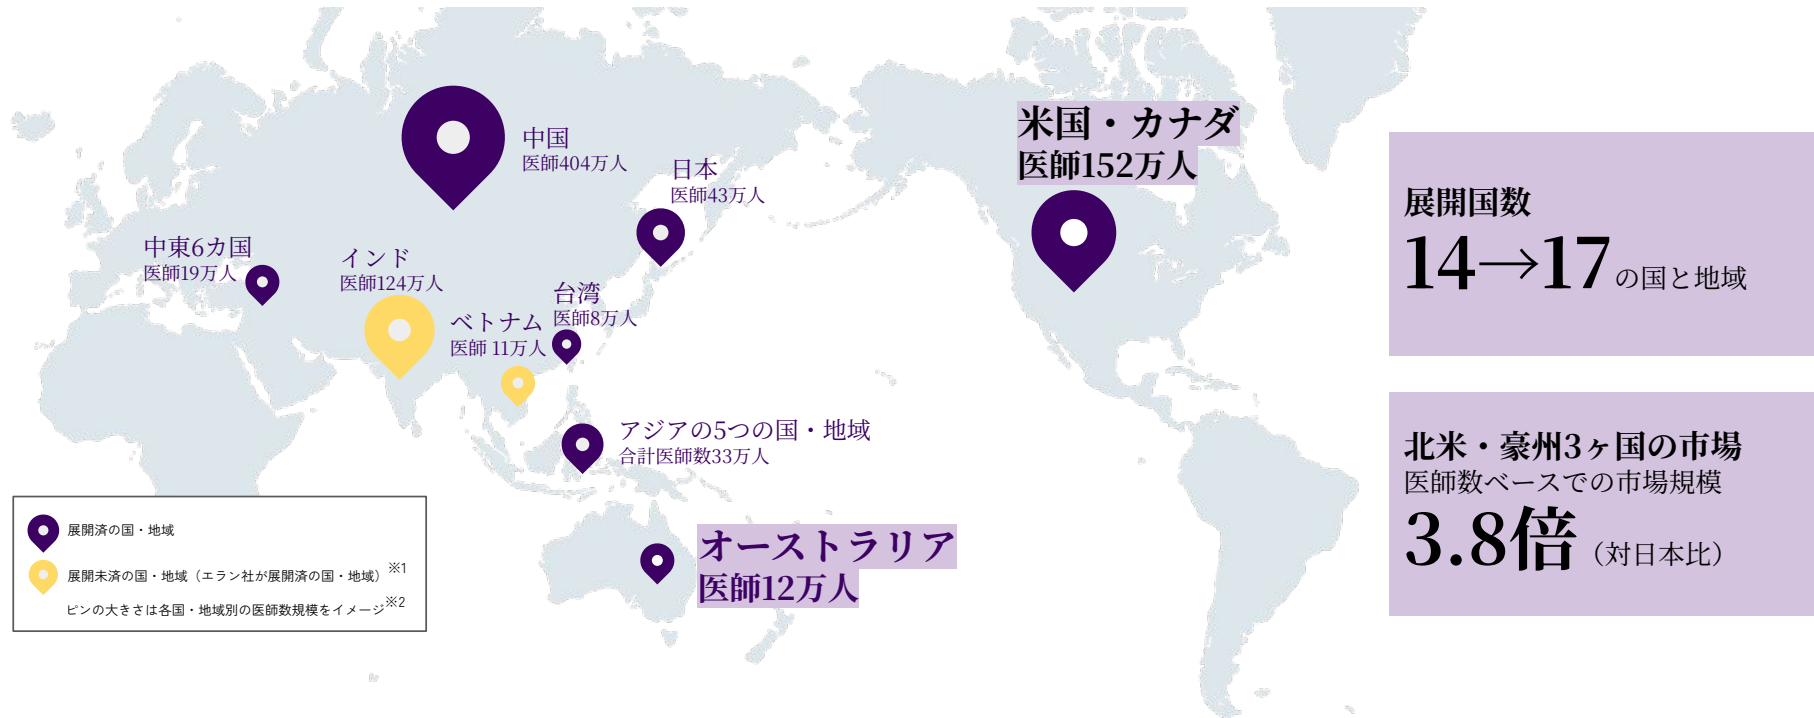 中国
医師404万人
日本
医師43万人
米国・カナダ
医師152万人
中東6カ国
医師19万人
インド
医師124万人
ベトナム
医師 11万人
台湾
医師8万人
アジアの5つの国・地域
合計医師数33万人
オーストラリア
医師12万人
展開済の国・地域
展開未済の国・地域（エラン社が展開済の国・地域）※1
ピンの大きさは各国・地域別の医師数規模をイメージ※2
展開国数
14→17の国と地域
北米・豪州3ヶ国の市場
医師数ベースでの市場規模
3.8倍（対日本比）